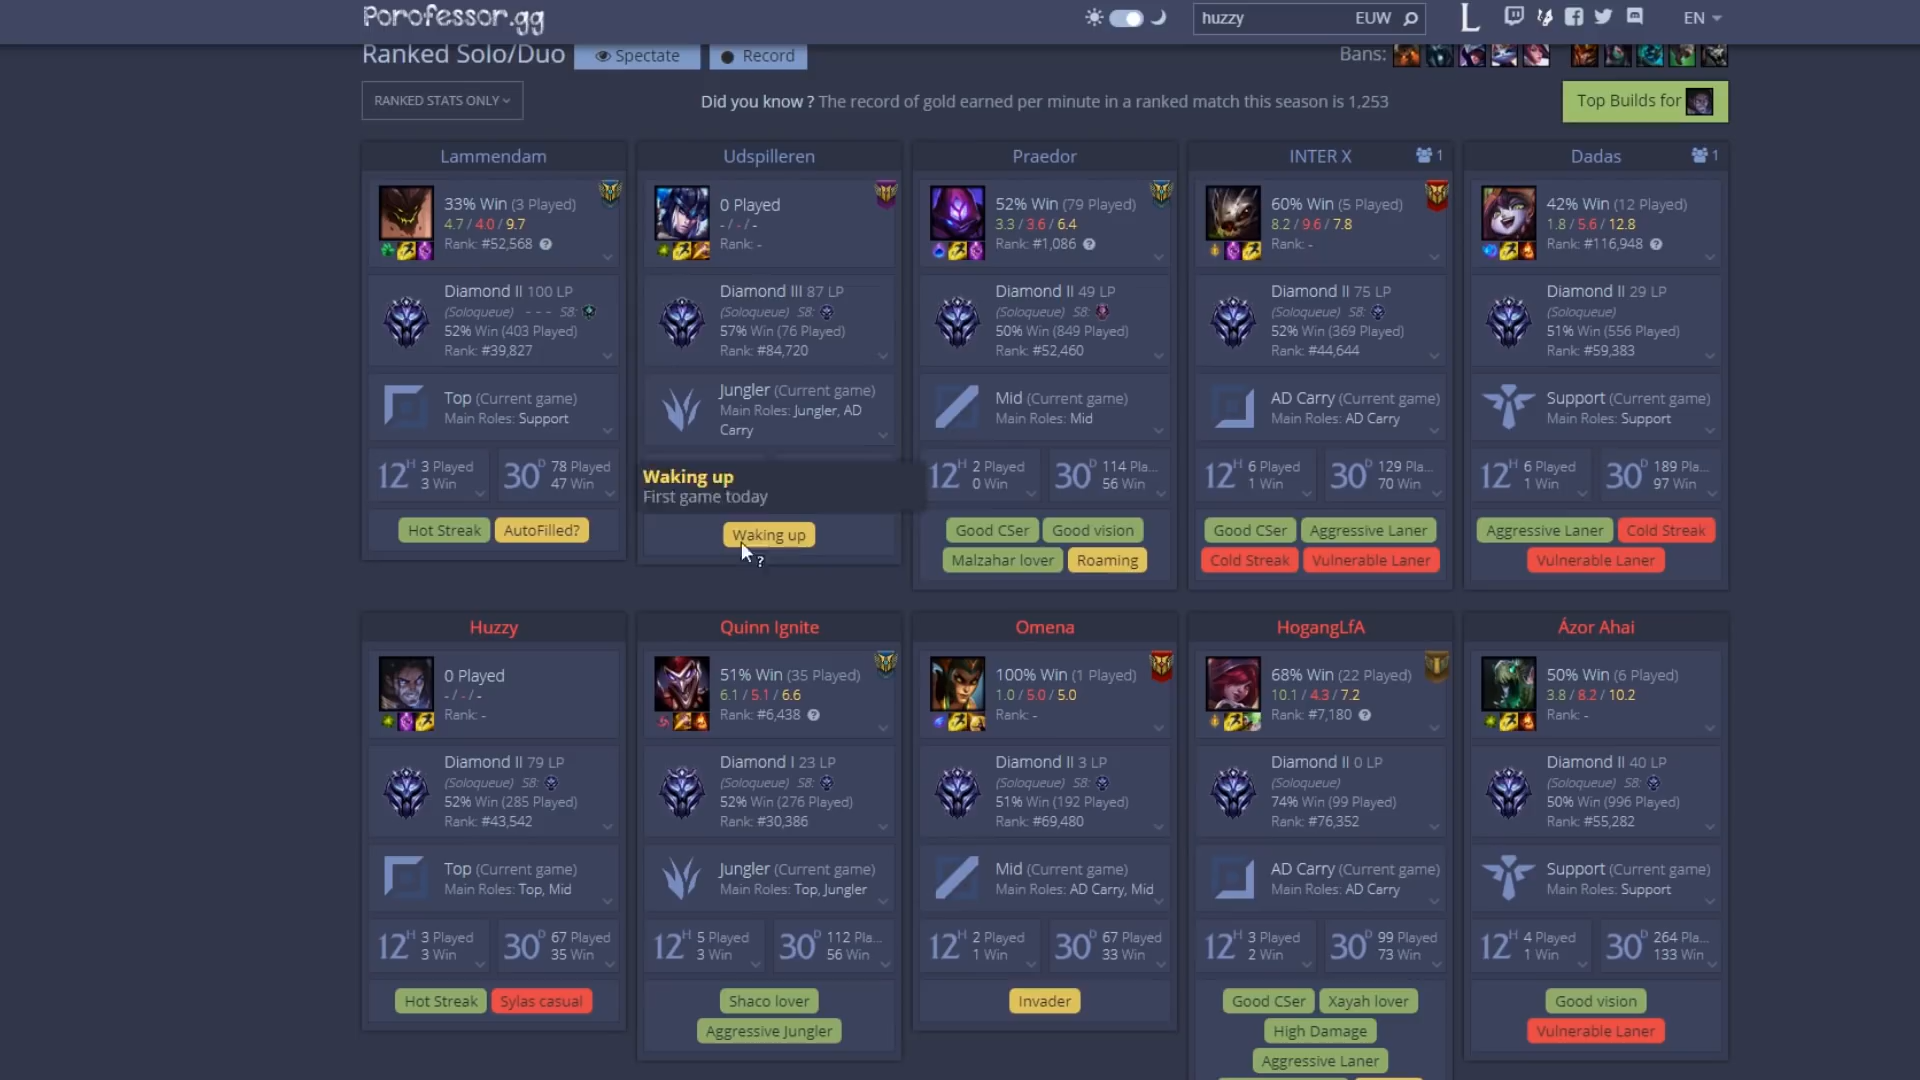 Porofessor.gg
huzzy EUW
EN
Ranked Solo/Duo Spectate Record Bans:
RANKED STATS ONLY
Did you know ? The record of gold earned per minute in a ranked match this season is 1,253
Top Builds for
Lammendam
33% Win (3 Played)
4.7 / 4.0 / 9.7
Rank: #52,568
Diamond II 100 LP
(Soloqueue) - - - S8:
52% Win (403 Played)
Rank: #39,827
Top (Current game)
Main Roles: Support
12H 3 Played 3 Win
30D 78 Played 47 Win
Hot Streak AutoFilled?
Udspilleren
0 Played
- / - / -
Rank: -
Diamond III 87 LP
(Soloqueue) S8:
57% Win (76 Played)
Rank: #84,720
Jungler (Current game)
Main Roles: Jungler, AD
Carry
Waking up
First game today
Waking up
Praedor
52% Win (79 Played)
3.3 / 3.6 / 6.4
Rank: #1,086
Diamond II 49 LP
(Soloqueue) S8:
50% Win (849 Played)
Rank: #52,460
Mid (Current game)
Main Roles: Mid
12H 2 Played 0 Win
30D 114 Pla... 56 Win
Good CSer Good vision
Malzahar lover Roaming
INTER X 1
60% Win (5 Played)
8.2 / 9.6 / 7.8
Rank: -
Diamond II 75 LP
(Soloqueue) S8:
52% Win (369 Played)
Rank: #44,644
AD Carry (Current game)
Main Roles: AD Carry
12H 6 Played 1 Win
30D 129 Pla... 70 Win
Good CSer Aggressive Laner
Cold Streak Vulnerable Laner
Dadas 1
42% Win (12 Played)
1.8 / 5.6 / 12.8
Rank: #116,948
Diamond II 29 LP
(Soloqueue)
51% Win (556 Played)
Rank: #59,383
Support (Current game)
Main Roles: Support
12H 6 Played 1 Win
30D 189 Pla... 97 Win
Aggressive Laner Cold Streak
Vulnerable Laner
Huzzy
0 Played
- / - / -
Rank: -
Diamond II 79 LP
(Soloqueue) S8:
52% Win (285 Played)
Rank: #43,542
Top (Current game)
Main Roles: Top, Mid
12H 3 Played 3 Win
30D 67 Played 35 Win
Hot Streak Sylas casual
Quinn Ignite
51% Win (35 Played)
6.1 / 5.1 / 6.6
Rank: #6,438
Diamond I 23 LP
(Soloqueue) S8:
52% Win (276 Played)
Rank: #30,386
Jungler (Current game)
Main Roles: Top, Jungler
12H 5 Played 3 Win
30D 112 Pla... 56 Win
Shaco lover
Aggressive Jungler
Omena
100% Win (1 Played)
1.0 / 5.0 / 5.0
Rank: -
Diamond II 3 LP
(Soloqueue) S8:
51% Win (192 Played)
Rank: #69,480
Mid (Current game)
Main Roles: AD Carry, Mid
12H 2 Played 1 Win
30D 67 Played 33 Win
Invader
HogangLfA
68% Win (22 Played)
10.1 / 4.3 / 7.2
Rank: #7,180
Diamond II 0 LP
(Soloqueue)
74% Win (99 Played)
Rank: #76,352
AD Carry (Current game)
Main Roles: AD Carry
12H 3 Played 2 Win
30D 99 Played 73 Win
Good CSer Xayah lover
High Damage
Aggressive Laner
Ázor Ahai
50% Win (6 Played)
3.8 / 8.2 / 10.2
Rank: -
Diamond II 40 LP
(Soloqueue) S8:
50% Win (996 Played)
Rank: #55,282
Support (Current game)
Main Roles: Support
12H 4 Played 1 Win
30D 264 Pla... 133 Win
Good vision
Vulnerable Laner